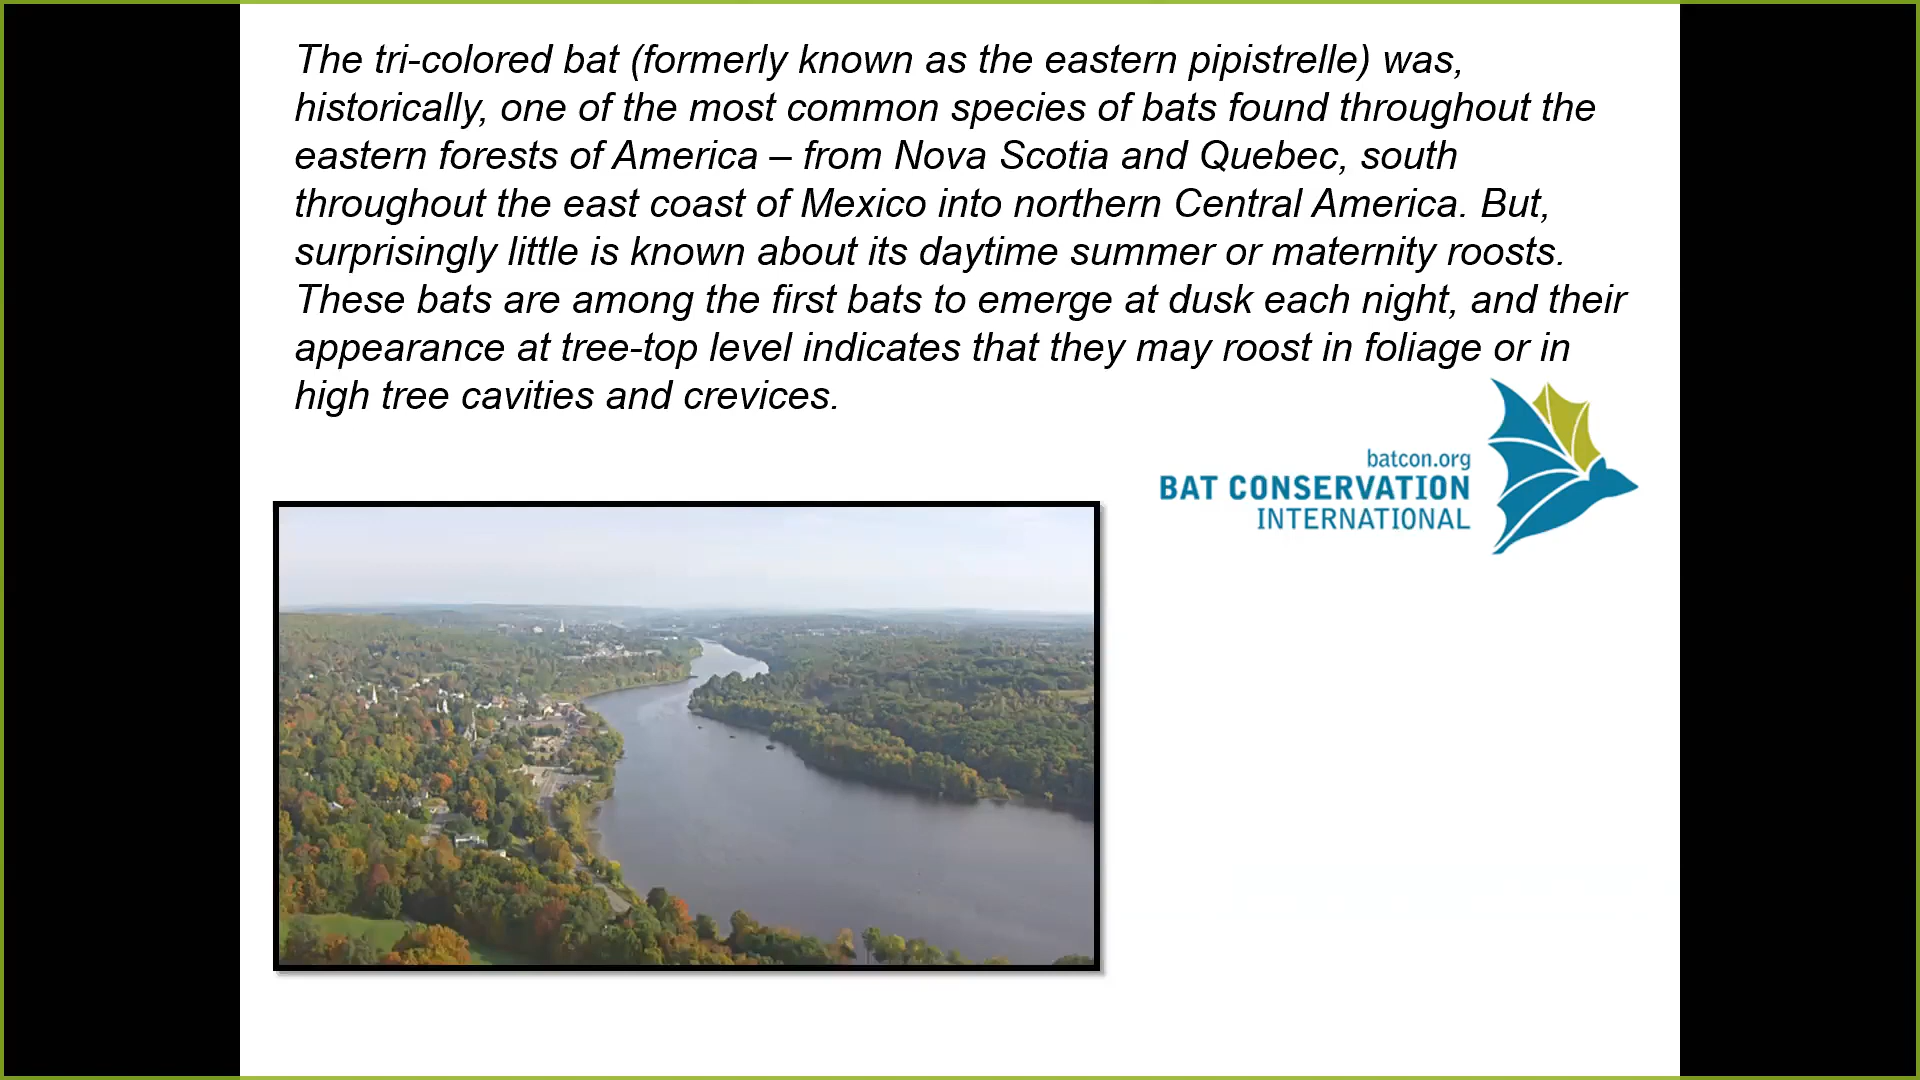 The tri-colored bat (formerly known as the eastern pipistrelle) was,
historically, one of the most common species of bats found throughout the
eastern forests of America – from Nova Scotia and Quebec, south
throughout the east coast of Mexico into northern Central America. But,
surprisingly little is known about its daytime summer or maternity roosts.
These bats are among the first bats to emerge at dusk each night, and their
appearance at tree-top level indicates that they may roost in foliage or in
high tree cavities and crevices.
batcon.org
BAT CONSERVATION
INTERNATIONAL